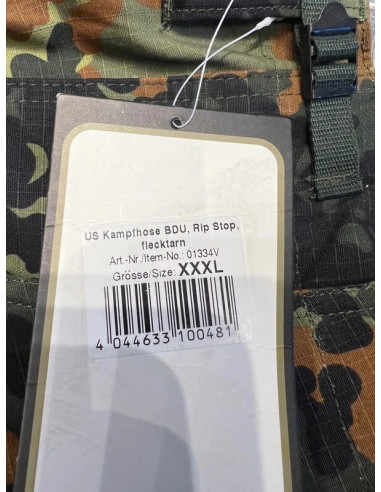 US Kampfhose BDU, Rip Stop,
flecktarn
Art.-Nr./Item-No.: 01334V
Grösse/Size: XXXL
4 044633 100481